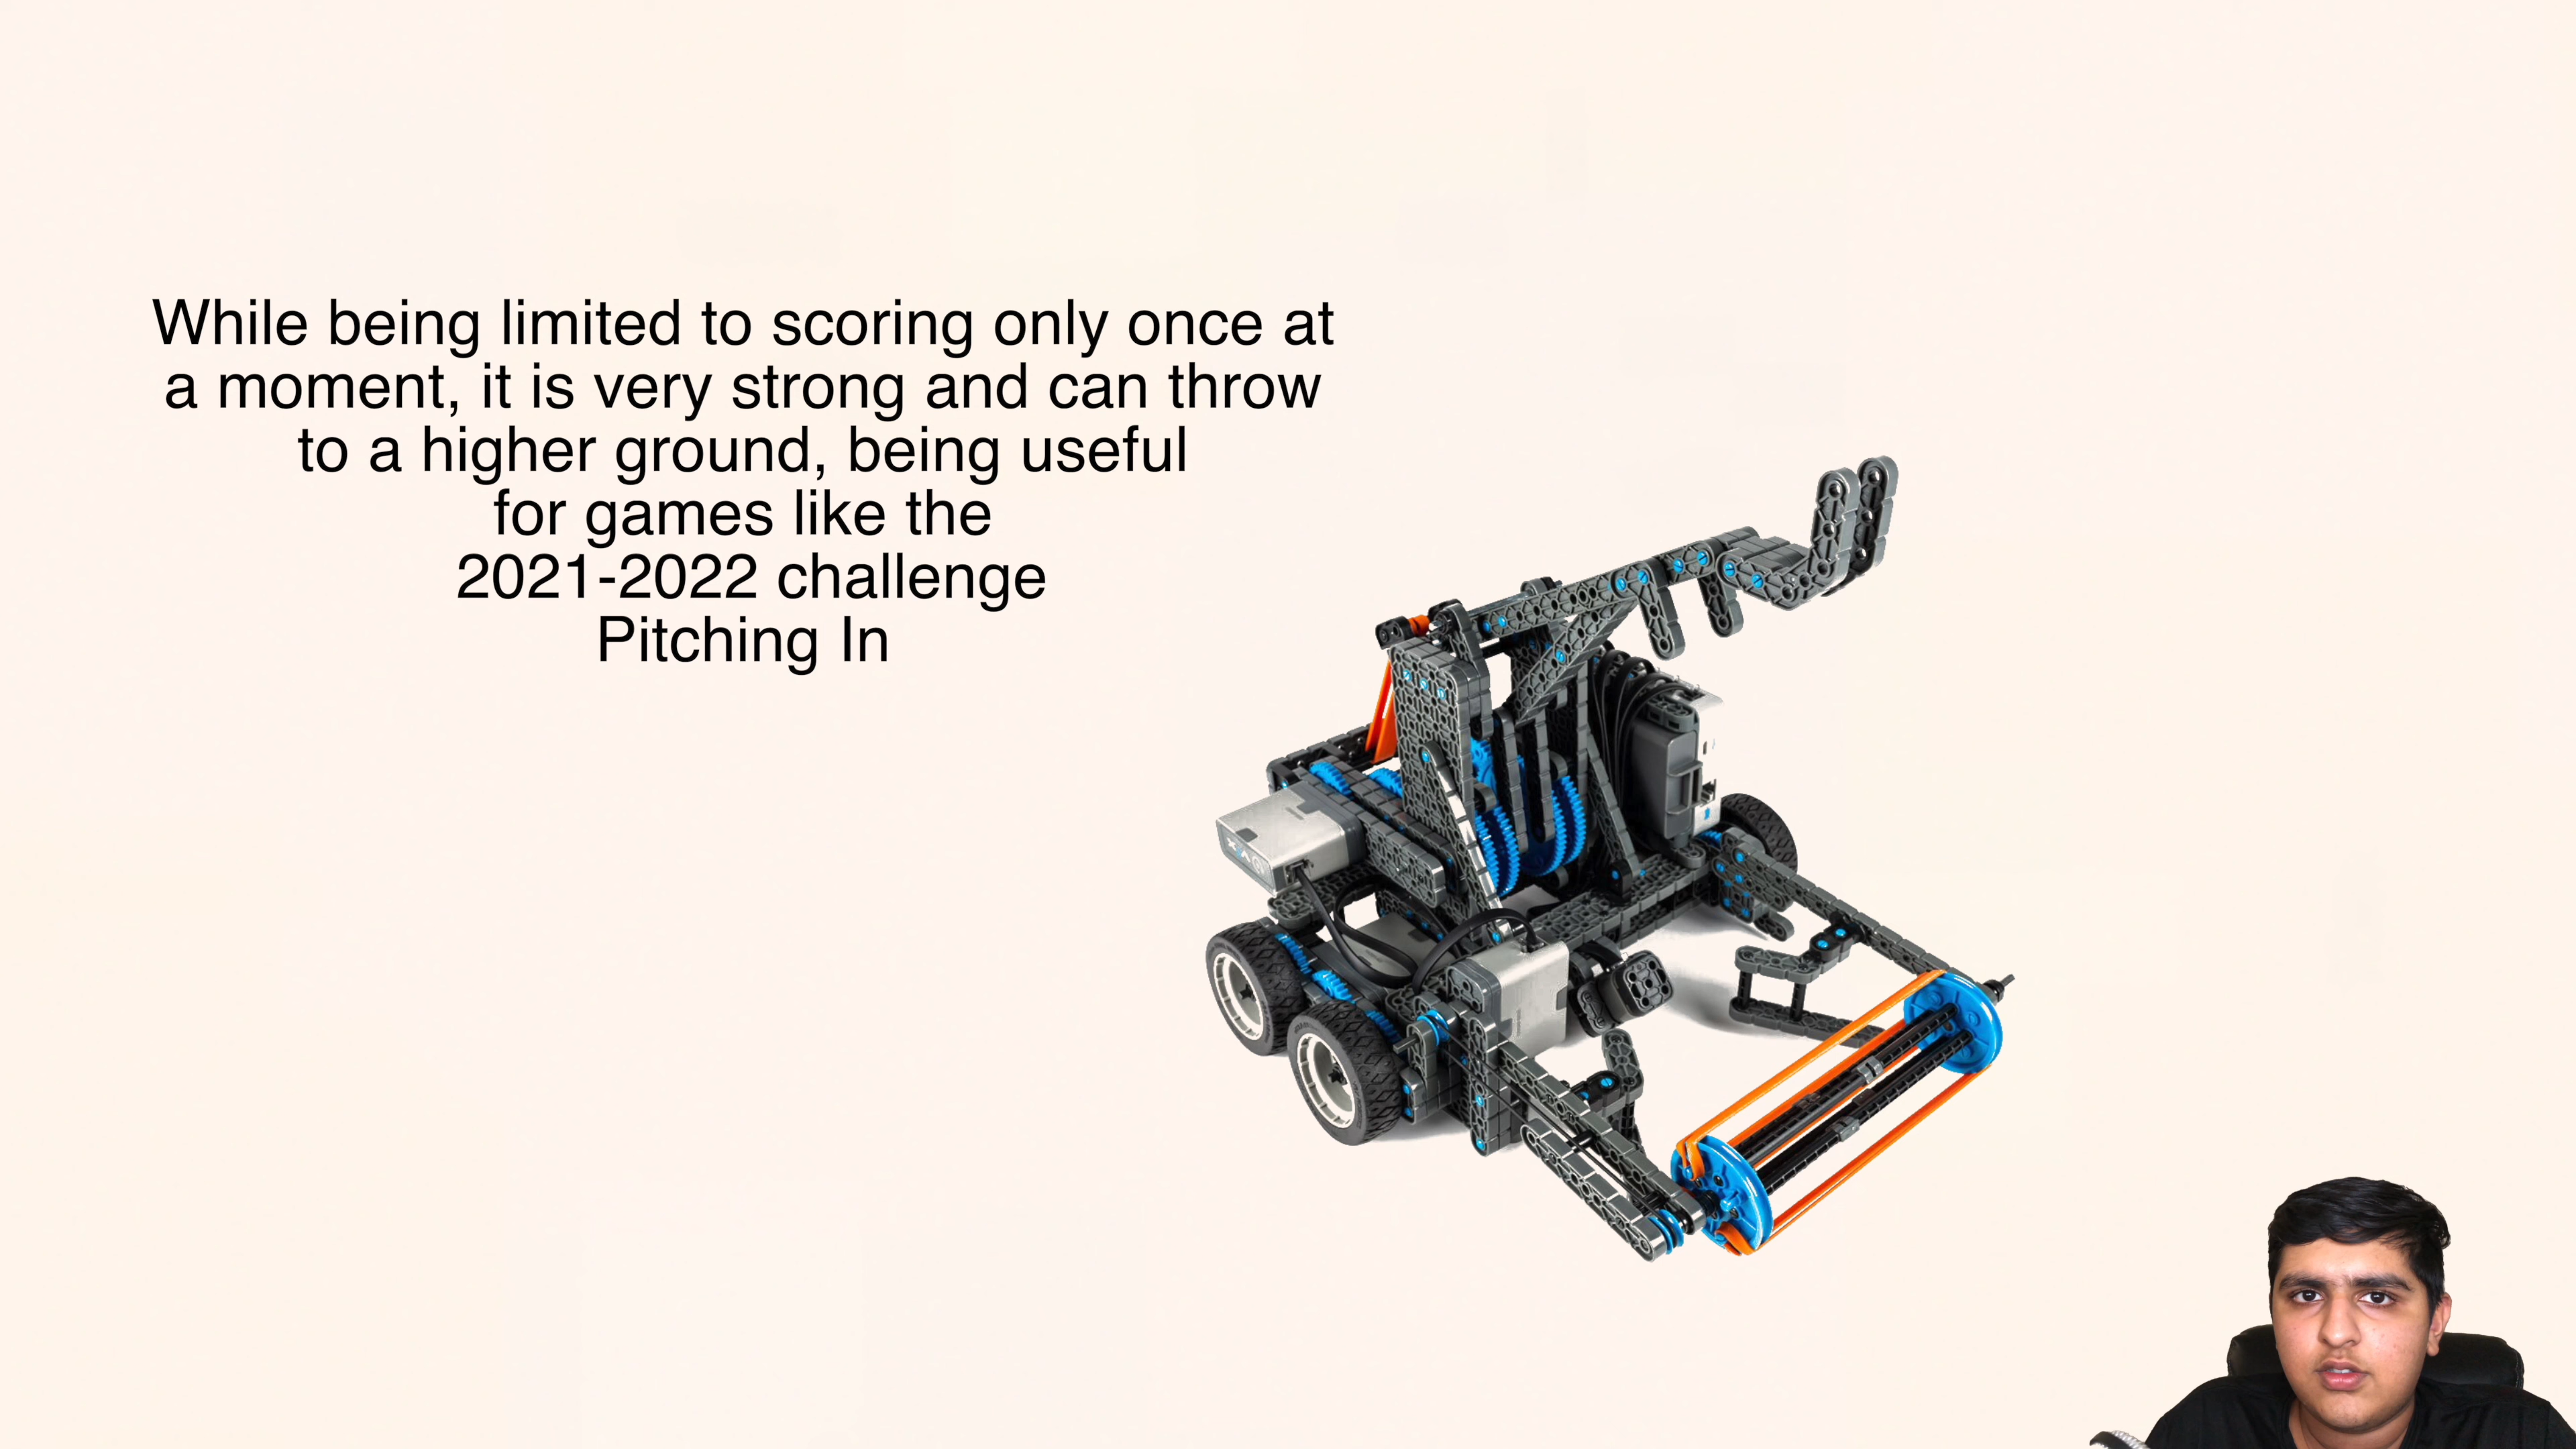 While being limited to scoring only once at
a moment, it is very strong and can throw
to a higher ground, being useful
for games like the
2021-2022 challenge
Pitching In